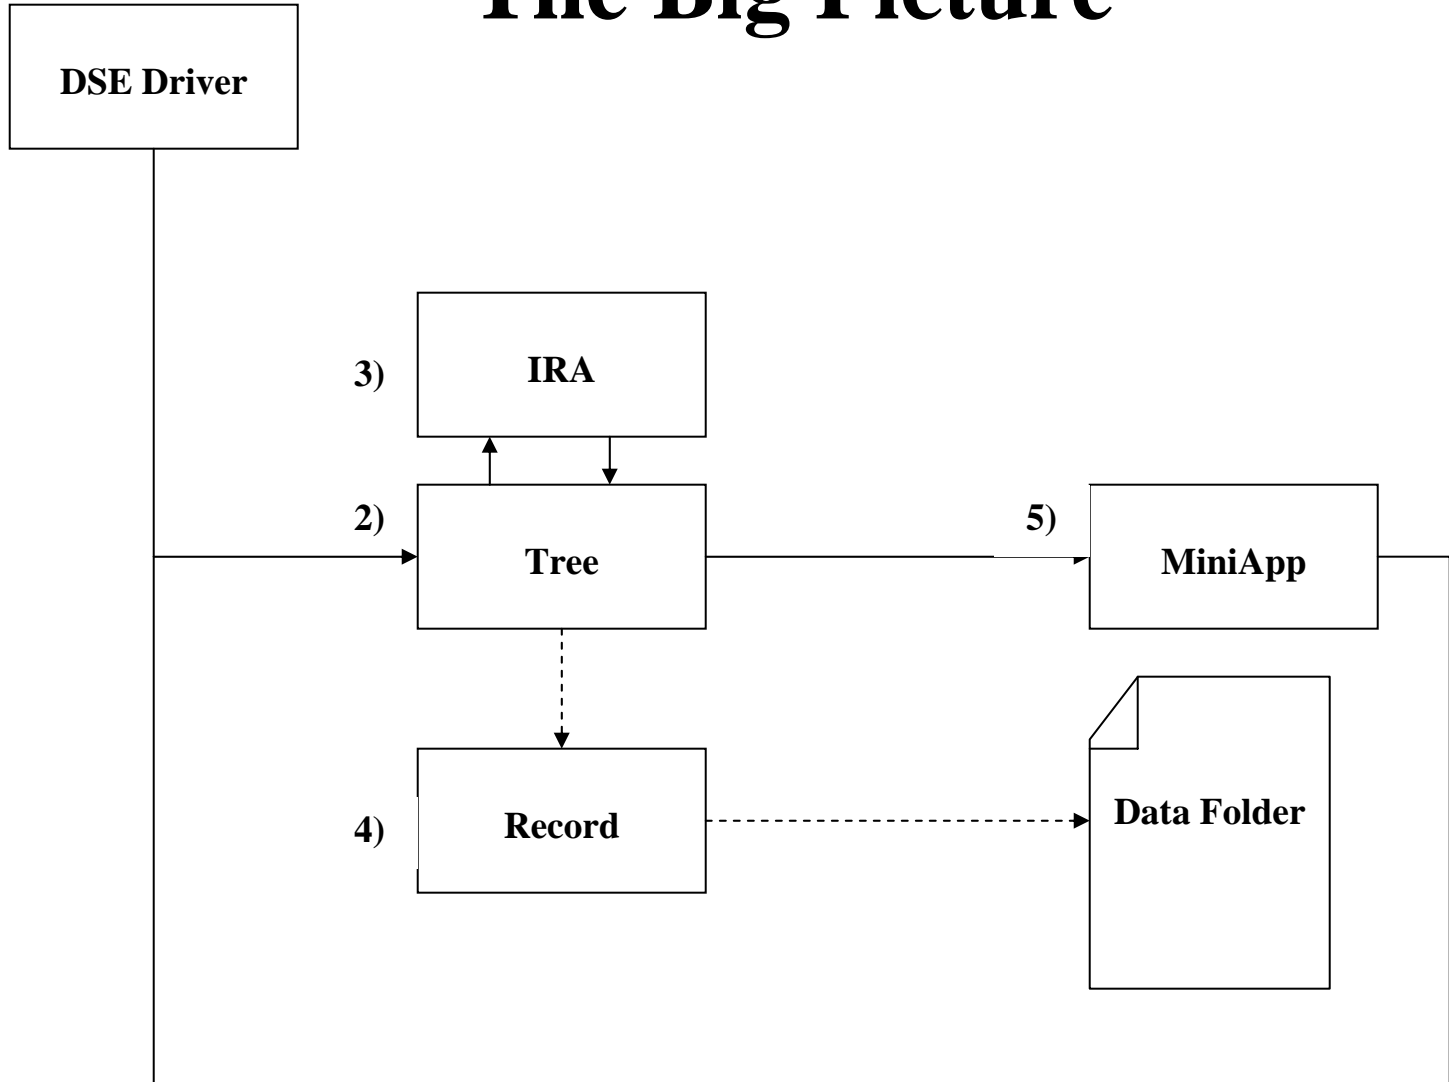 The Big Picture
DSE Driver
3)
IRA
2)
Tree
5)
MiniApp
4)
Record
Data Folder